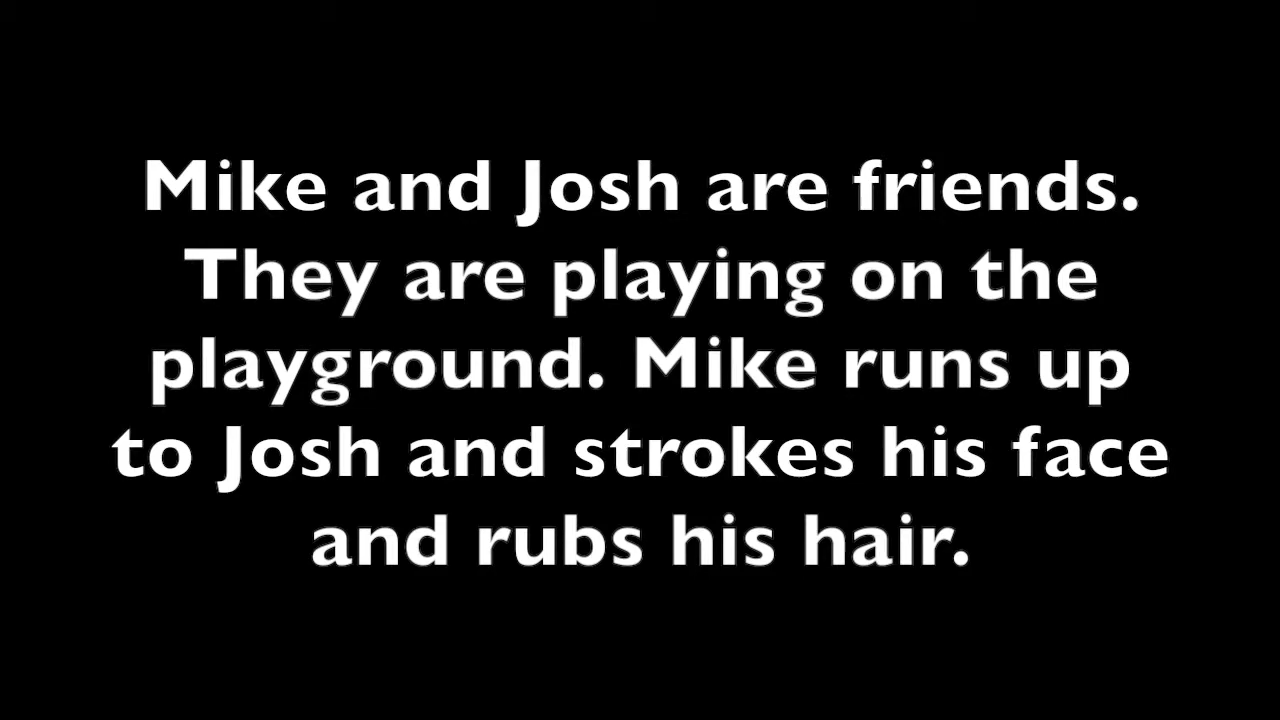 Mike and Josh are friends.
They are playing on the
playground. Mike runs up
to Josh and strokes his face
and rubs his hair.